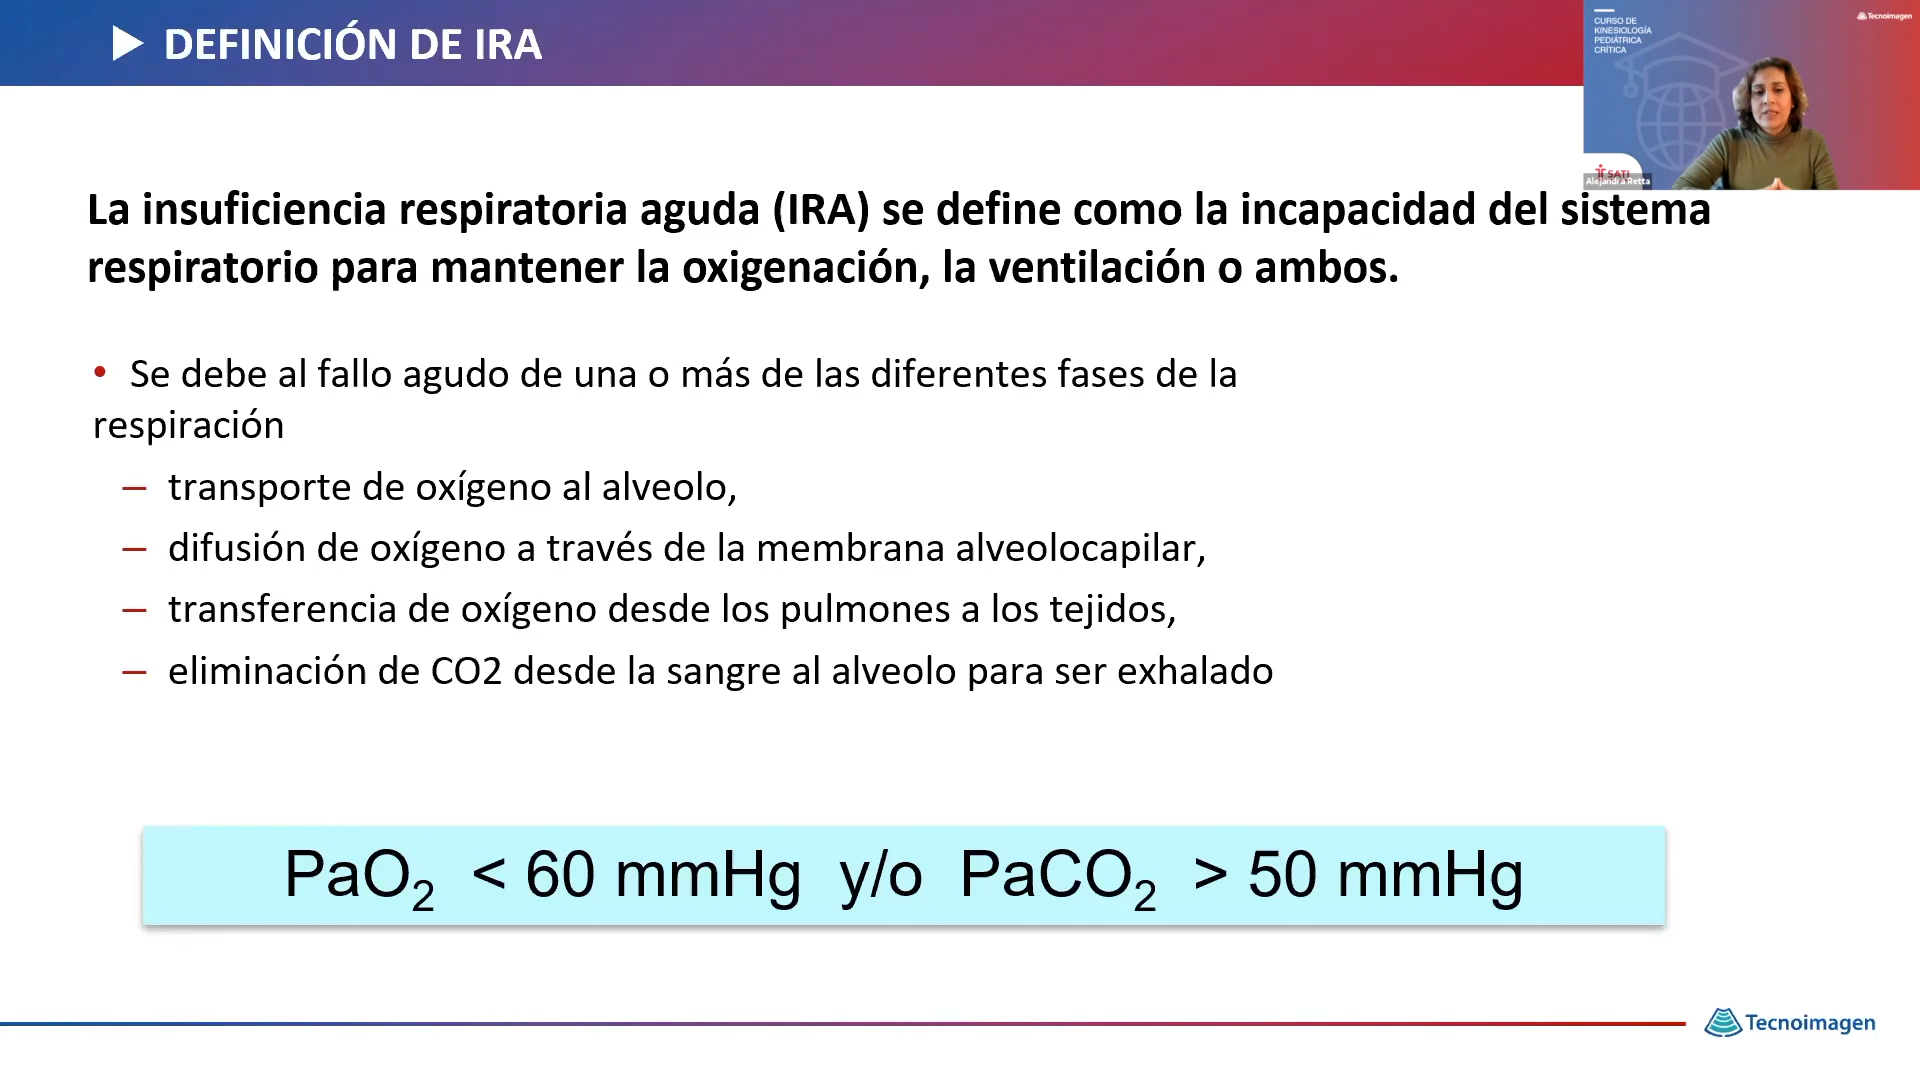 DEFINICIÓN DE IRA
CURSO DE
KINESIOLOGÍA
PEDIÁTRICA
CRÍTICA
Tecnoimagen
SATI
Alejandra Retta
La insuficiencia respiratoria aguda (IRA) se define como la incapacidad del sistema
respiratorio para mantener la oxigenación, la ventilación o ambos.
• Se debe al fallo agudo de una o más de las diferentes fases de la
respiración
– transporte de oxígeno al alveolo,
– difusión de oxígeno a través de la membrana alveolocapilar,
– transferencia de oxígeno desde los pulmones a los tejidos,
– eliminación de CO2 desde la sangre al alveolo para ser exhalado
PaO₂ < 60 mmHg y/o PaCO₂ > 50 mmHg
Tecnoimagen